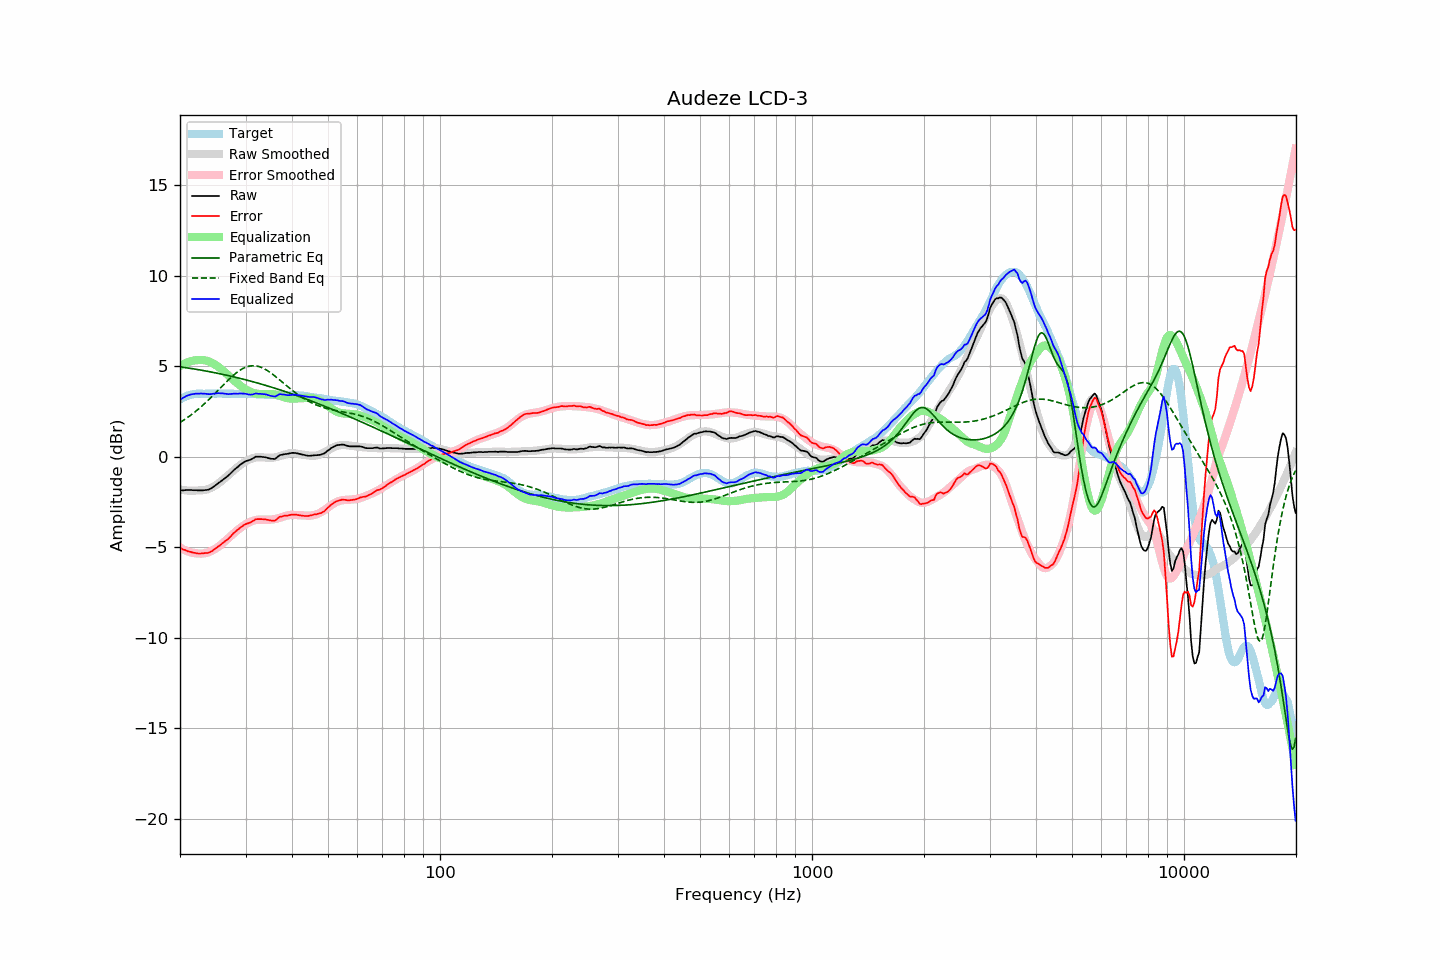 Audeze LCD-3
Target
Raw Smoothed
Error Smoothed
Raw
Error
Equalization
Parametric Eq
Fixed Band Eq
Equalized
Amplitude (dBr)
15
10
5
0
−5
−10
−15
−20
100
1000
10000
Frequency (Hz)